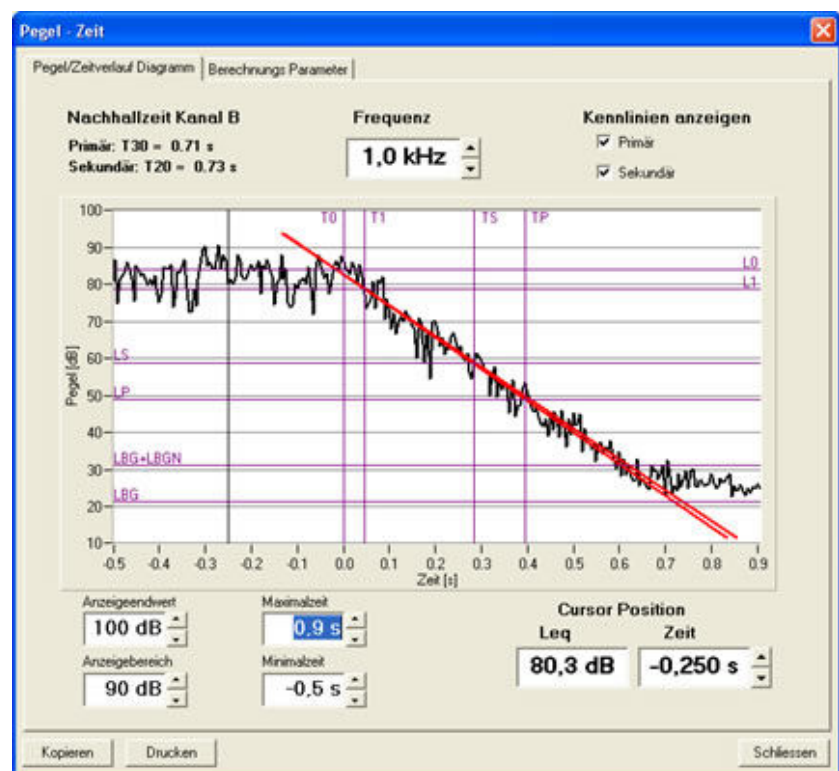 Pegel - Zeit
Pegel/Zeitverlauf Diagramm Berechnungs Parameter
Nachhallzeit Kanal B
Primär: T30 = 0.71 s
Sekundär: T20 = 0.73 s
Frequenz
1,0 kHz
Kennlinien anzeigen
Primär
Sekundär
T0 T1 TS TP
L0
L1
LS
LP
LBG+LBGN
LBG
Pegel [dB]
100
90
80
70
60
50
40
30
20
10
-0.5 -0.4 -0.3 -0.2 -0.1 0.0 0.1 0.2 0.3 0.4 0.5 0.6 0.7 0.8 0.9
Zeit [s]
Anzeigeendwert
100 dB
Maximalzeit
0,9 s
Anzeigebereich
90 dB
Minimalzeit
-0,5 s
Cursor Position
Leq Zeit
80,3 dB -0,250 s
Kopieren Drucken Schliessen